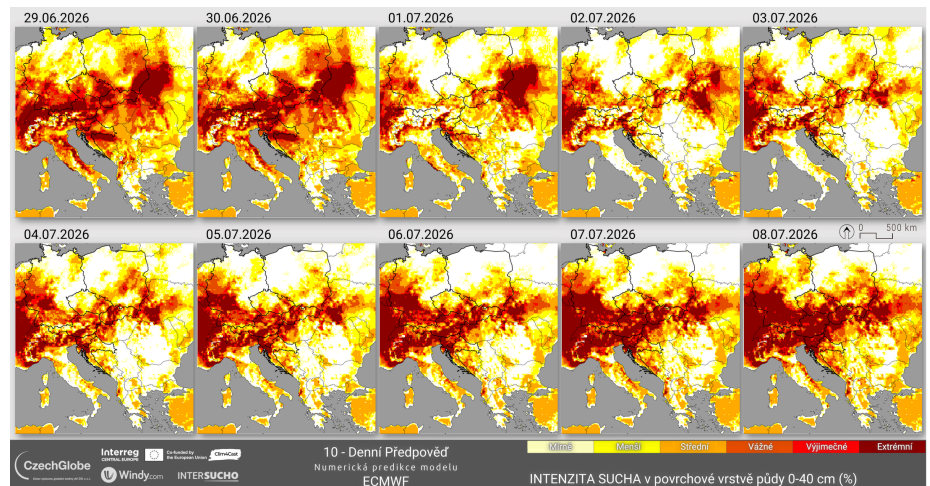 29.06.2026
30.06.2026
01.07.2026
02.07.2026
03.07.2026
04.07.2026
05.07.2026
06.07.2026
07.07.2026
08.07.2026
0 500 km
CzechGlobe
Interreg
CENTRAL EUROPE
Co-funded by
the European Union
Clim4Cast
Windy.com
INTERSUCHO
10 - Denní Předpověď
Numerická predikce modelu
ECMWF
Mírné
Menší
Střední
Vážné
Výjimečné
Extrémní
INTENZITA SUCHA v povrchové vrstvě půdy 0-40 cm (%)